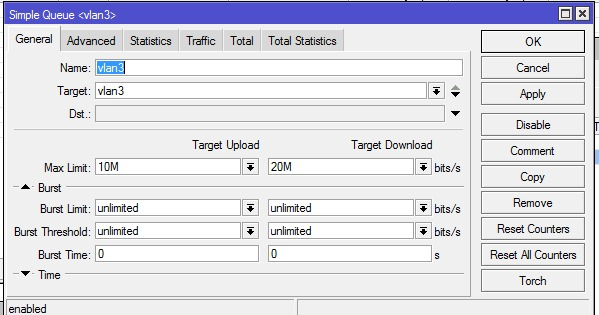 Simple Queue <vlan3>
General Advanced Statistics Traffic Total Total Statistics
Name: vlan3
Target: vlan3
Dst.:
Target Upload Target Download
Max Limit: 10M 20M bits/s
Burst
Burst Limit: unlimited unlimited bits/s
Burst Threshold: unlimited unlimited bits/s
Burst Time: 0 0 s
Time
enabled
OK
Cancel
Apply
Disable
Comment
Copy
Remove
Reset Counters
Reset All Counters
Torch